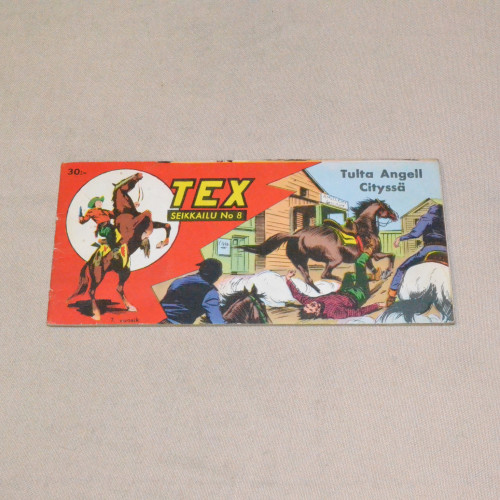 30:-
TEX
SEIKKAILU No 8
Tulta Angell
Cityssä